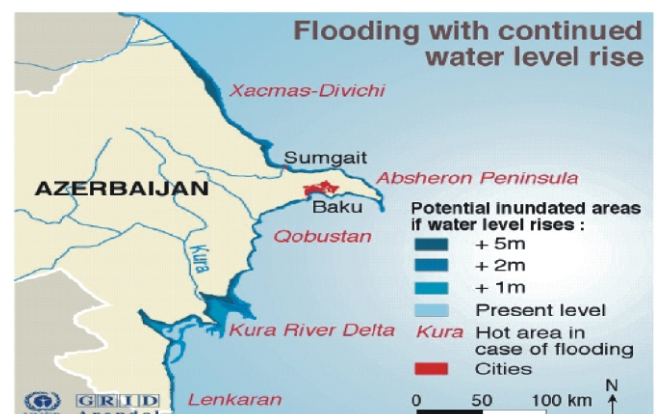 Flooding with continued
water level rise
Xacmas-Divichi
Sumgait
Absheron Peninsula
AZERBAIJAN
Baku
Qobustan
Kura
Kura River Delta
Lenkaran
Potential inundated areas
if water level rises :
+ 5m
+ 2m
+ 1m
Present level
Kura Hot area in
case of flooding
Cities
N
0 50 100 km
GRID